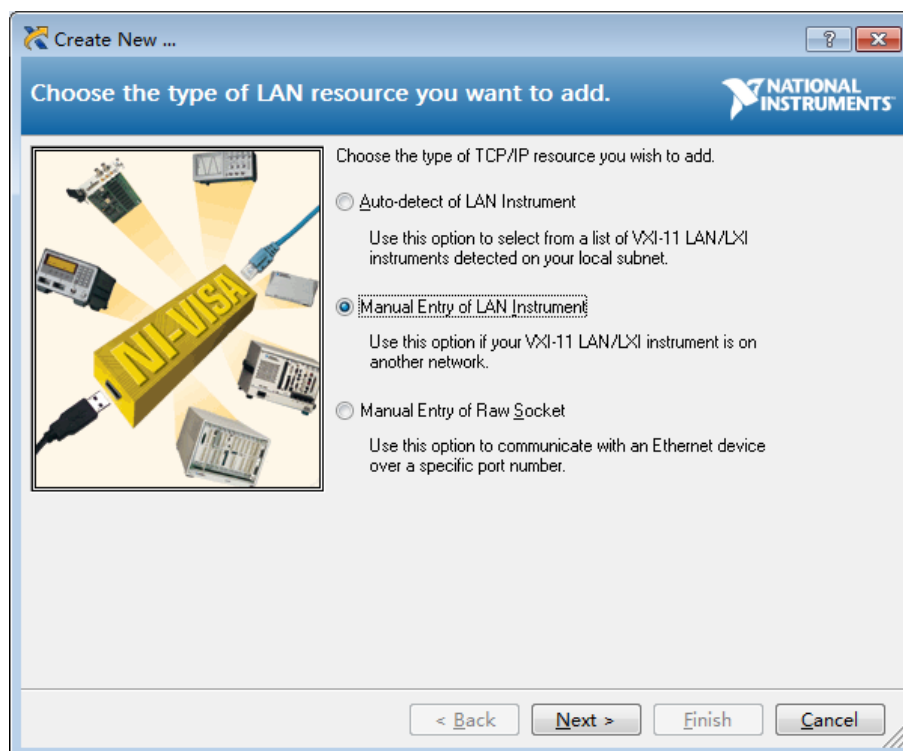 Create New ...
Choose the type of LAN resource you want to add.
NATIONAL
INSTRUMENTS
Choose the type of TCP/IP resource you wish to add.
Auto-detect of LAN Instrument
Use this option to select from a list of VXI-11 LAN/LXI
instruments detected on your local subnet.
Manual Entry of LAN Instrument
Use this option if your VXI-11 LAN/LXI instrument is on
another network.
Manual Entry of Raw Socket
Use this option to communicate with an Ethernet device
over a specific port number.
NI-VISA
< Back
Next >
Finish
Cancel